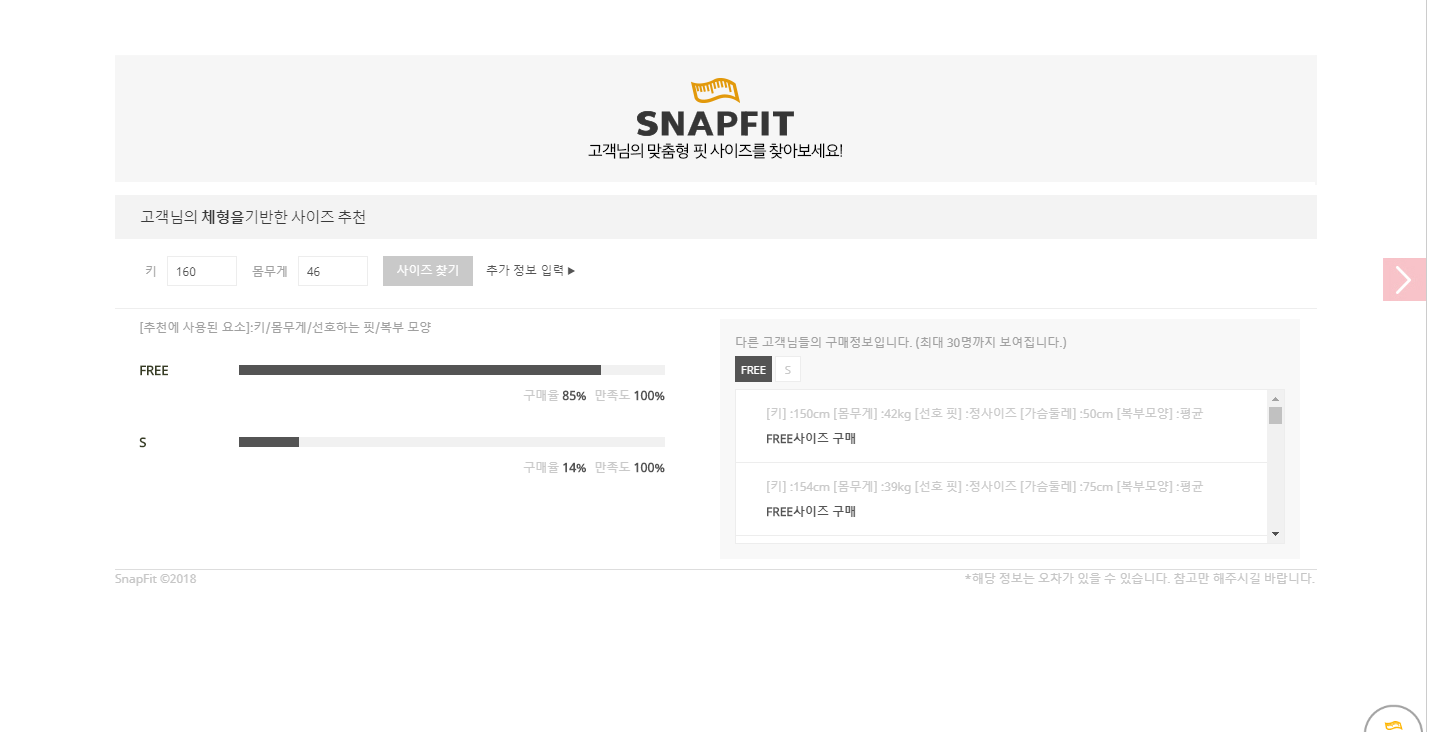 SNAPFIT
고객님의 맞춤형 핏 사이즈를 찾아보세요!
고객님의 체형을기반한 사이즈 추천
키 160 몸무게 46 사이즈 찾기 추가 정보 입력 ▶
[추천에 사용된 요소]:키/몸무게/선호하는 핏/복부 모양
FREE
구매율 85% 만족도 100%
S
구매율 14% 만족도 100%
다른 고객님들의 구매정보입니다. (최대 30명까지 보여집니다.)
FREE S
[키] :150cm [몸무게] :42kg [선호 핏] :정사이즈 [가슴둘레] :50cm [복부모양] :평균
FREE사이즈 구매
[키] :154cm [몸무게] :39kg [선호 핏] :정사이즈 [가슴둘레] :75cm [복부모양] :평균
FREE사이즈 구매
SnapFit ©2018
*해당 정보는 오차가 있을 수 있습니다. 참고만 해주시길 바랍니다.